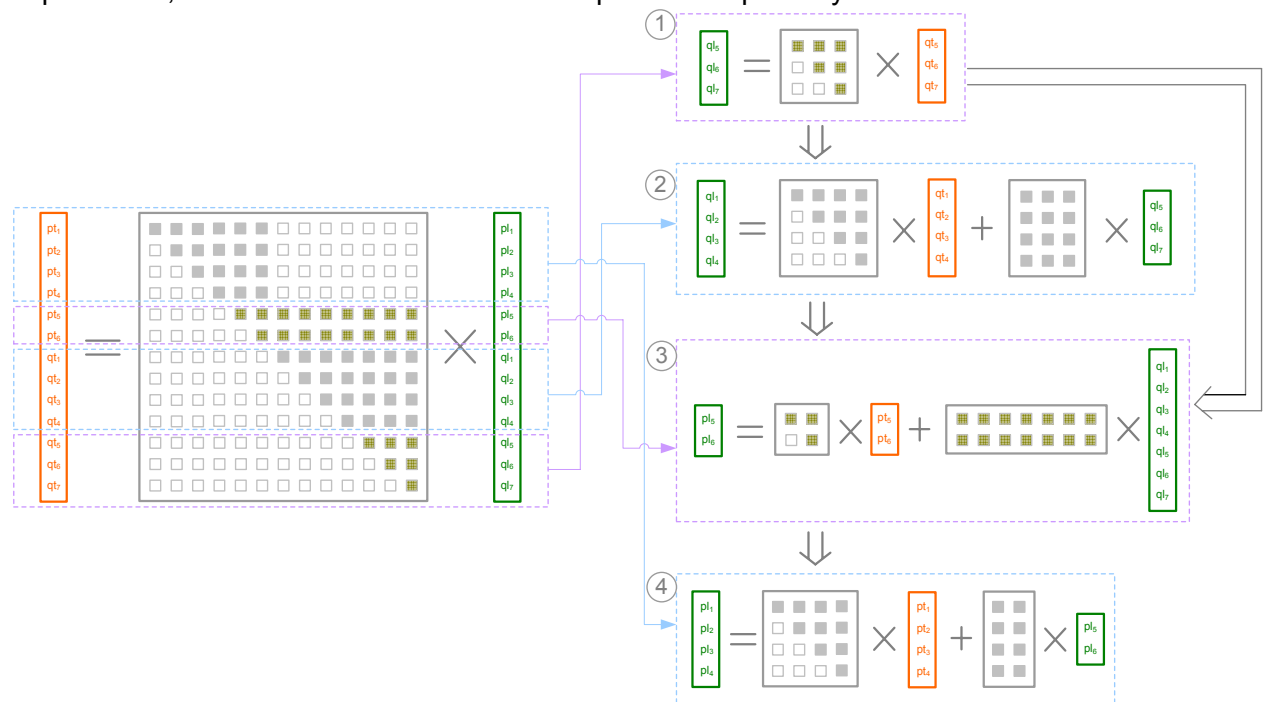 1
ql5
ql6
ql7
=
×
qt5
qt6
qt7
2
ql1
ql2
ql3
ql4
=
×
qt1
qt2
qt3
qt4
+
×
ql5
ql6
ql7
pt1
pt2
pt3
pt4
pt5
pt6
qt1
qt2
qt3
qt4
qt5
qt6
qt7
=
×
pl1
pl2
pl3
pl4
pl5
pl6
ql1
ql2
ql3
ql4
ql5
ql6
ql7
3
pl5
pl6
=
×
pt5
pt6
+
×
ql1
ql2
ql3
ql4
ql5
ql6
ql7
4
pl1
pl2
pl3
pl4
=
×
pt1
pt2
pt3
pt4
+
×
pl5
pl6